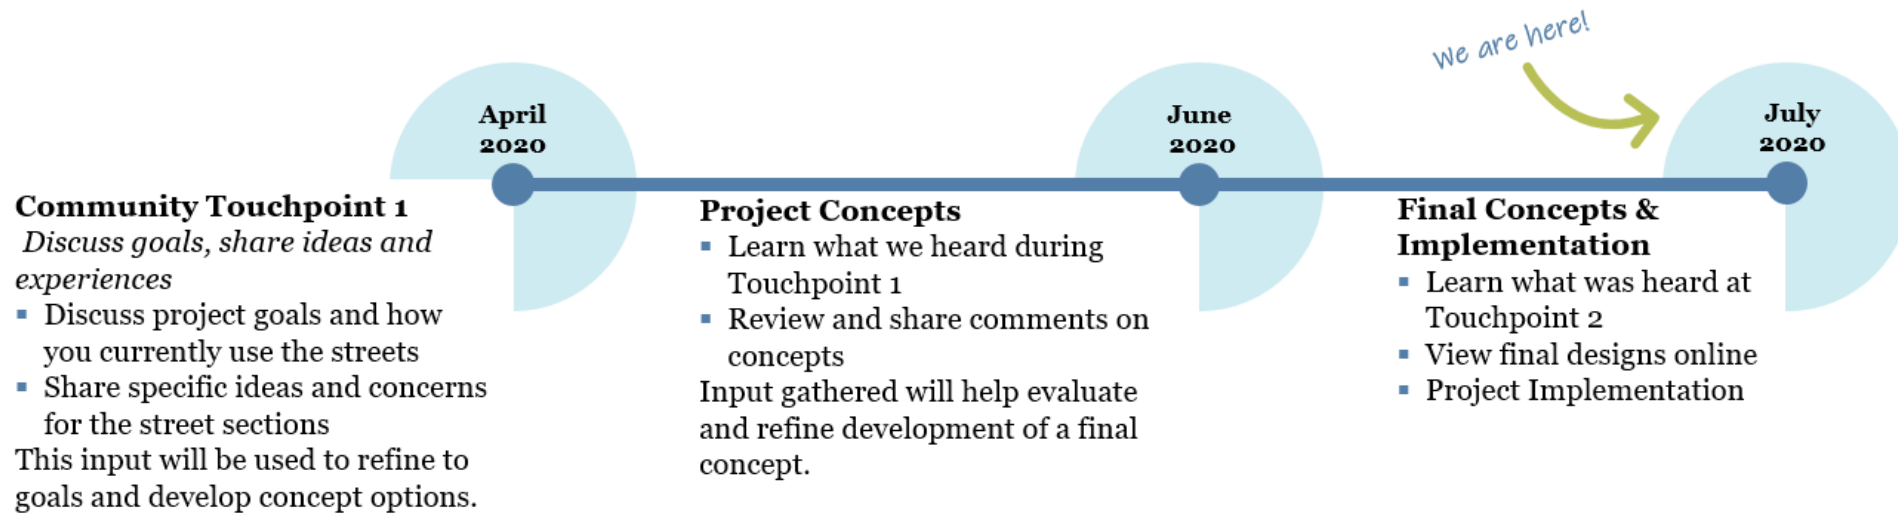 We are here!
April
2020
Community Touchpoint 1
Discuss goals, share ideas and
experiences
▪ Discuss project goals and how
you currently use the streets
▪ Share specific ideas and concerns
for the street sections
This input will be used to refine to
goals and develop concept options.
June
2020
Project Concepts
▪ Learn what we heard during
Touchpoint 1
▪ Review and share comments on
concepts
Input gathered will help evaluate
and refine development of a final
concept.
July
2020
Final Concepts &
Implementation
▪ Learn what was heard at
Touchpoint 2
▪ View final designs online
▪ Project Implementation